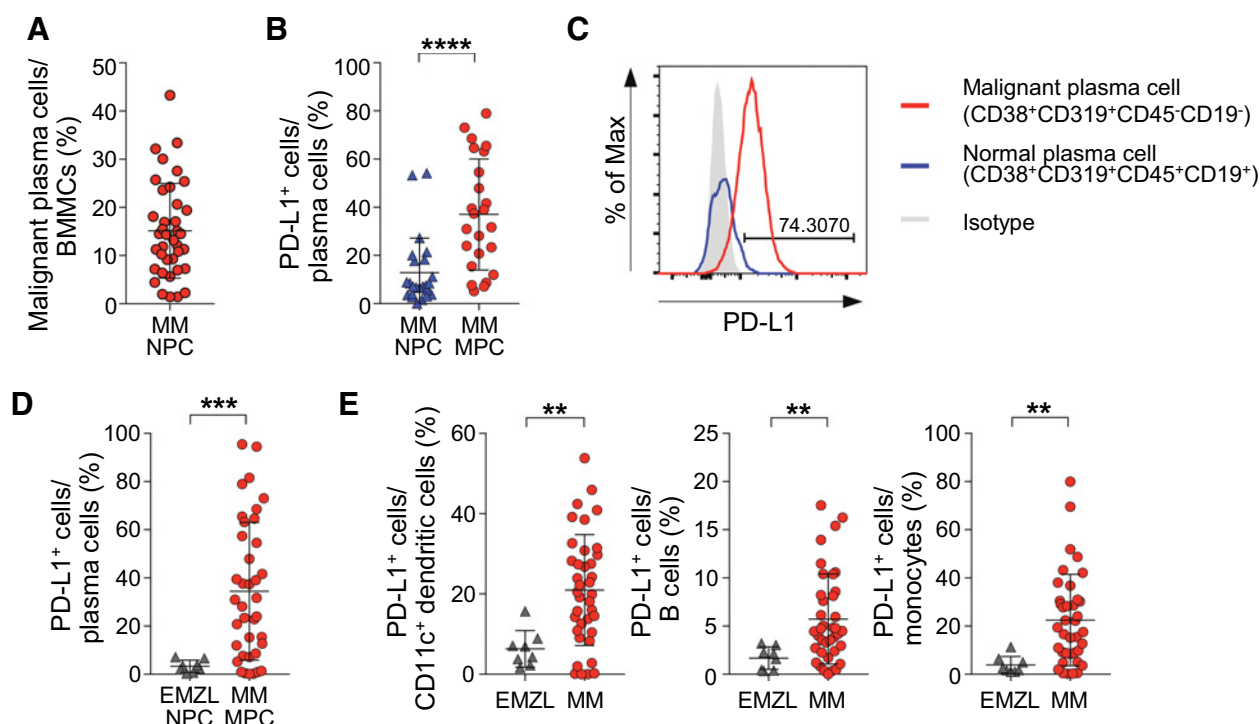 A
Malignant plasma cells/
BMMCs (%)
50
40
30
20
10
0
MM
NPC
B
PD-L1⁺ cells/
plasma cells (%)
****
100
80
60
40
20
0
MM
NPC
MM
MPC
C
% of Max
74.3070
PD-L1
Malignant plasma cell
(CD38⁺CD319⁺CD45⁻CD19⁻)
Normal plasma cell
(CD38⁺CD319⁺CD45⁺CD19⁺)
Isotype
D
PD-L1⁺ cells/
plasma cells (%)
***
100
80
60
40
20
0
EMZL
NPC
MM
MPC
E
PD-L1⁺ cells/
CD11c⁺ dendritic cells (%)
**
60
40
20
0
EMZL MM
PD-L1⁺ cells/
B cells (%)
**
25
20
15
10
5
0
EMZL MM
PD-L1⁺ cells/
monocytes (%)
**
100
80
60
40
20
0
EMZL MM